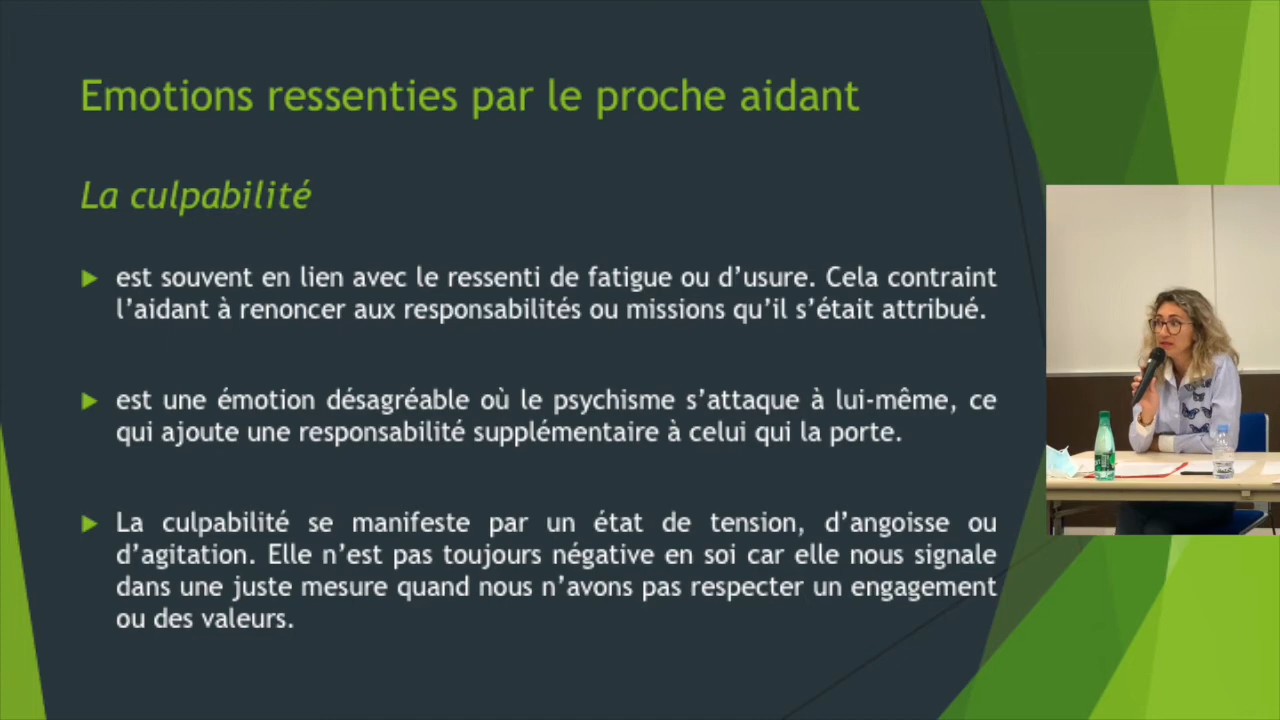 Emotions ressenties par le proche aidant
La culpabilité
est souvent en lien avec le ressenti de fatigue ou d'usure. Cela contraint
l'aidant à renoncer aux responsabilités ou missions qu'il s'était attribué.
est une émotion désagréable où le psychisme s'attaque à lui-même, ce
qui ajoute une responsabilité supplémentaire à celui qui la porte.
La culpabilité se manifeste par un état de tension, d'angoisse ou
d'agitation. Elle n'est pas toujours négative en soi car elle nous signale
dans une juste mesure quand nous n'avons pas respecter un engagement
ou des valeurs.